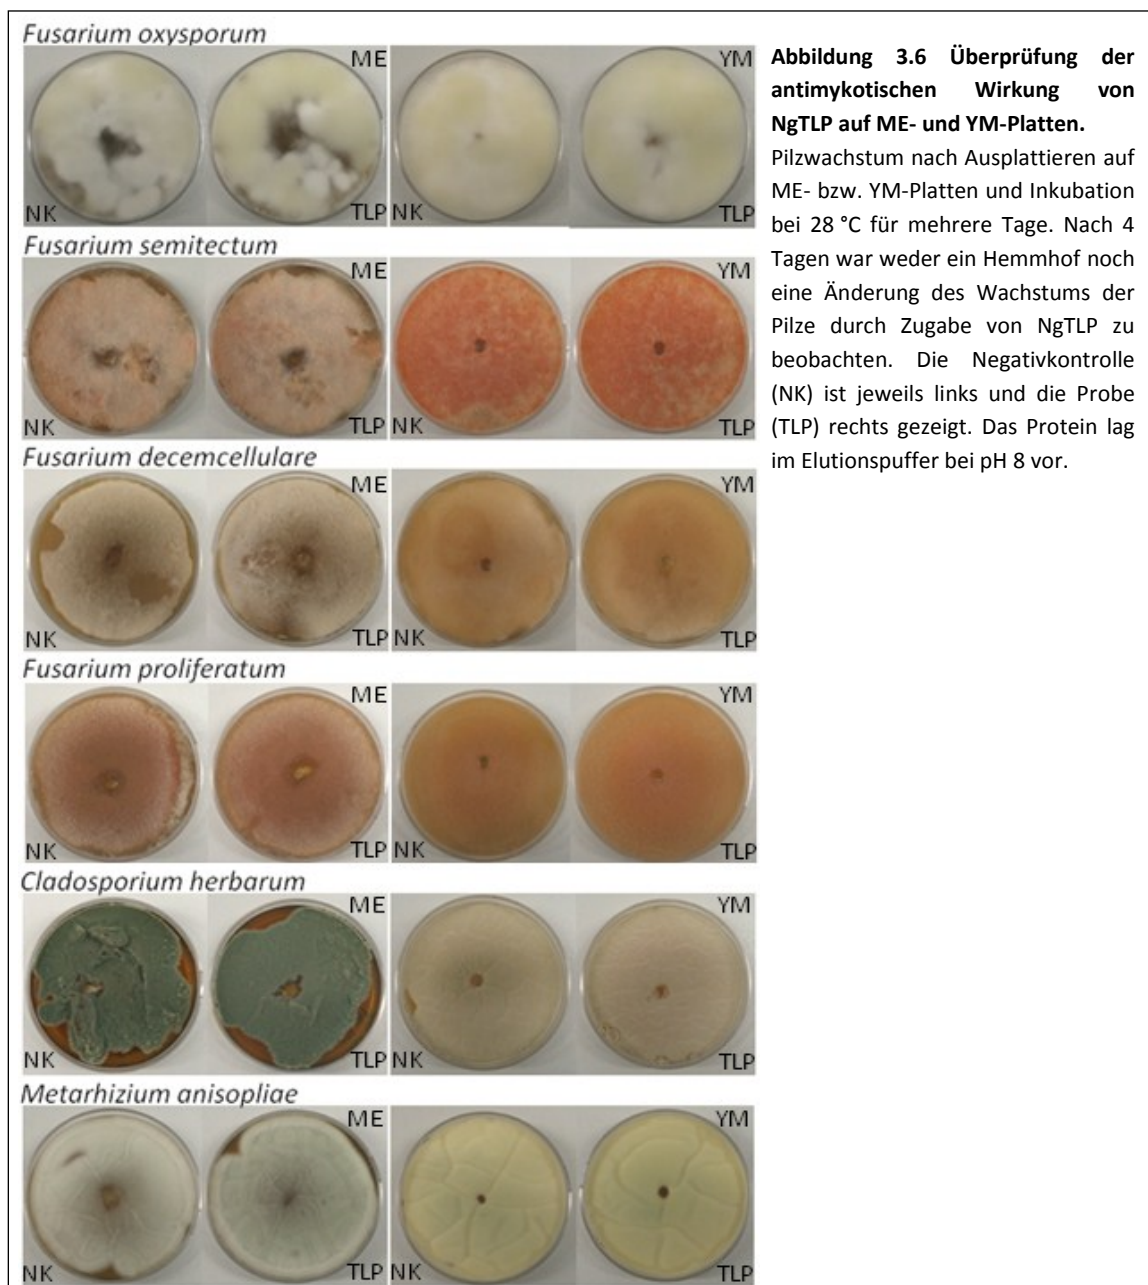 Fusarium oxysporum
ME
YM
NK
TLP
NK
TLP
Fusarium semitectum
ME
YM
NK
TLP
NK
TLP
Fusarium decemcellulare
ME
YM
NK
TLP
NK
TLP
Fusarium proliferatum
ME
YM
NK
TLP
NK
TLP
Cladosporium herbarum
ME
YM
NK
TLP
NK
TLP
Metarhizium anisopliae
ME
YM
NK
TLP
NK
TLP
Abbildung 3.6 Überprüfung der
antimykotischen Wirkung von
NgTLP auf ME- und YM-Platten.
Pilzwachstum nach Ausplattieren auf
ME- bzw. YM-Platten und Inkubation
bei 28 °C für mehrere Tage. Nach 4
Tagen war weder ein Hemmhof noch
eine Änderung des Wachstums der
Pilze durch Zugabe von NgTLP zu
beobachten. Die Negativkontrolle
(NK) ist jeweils links und die Probe
(TLP) rechts gezeigt. Das Protein lag
im Elutionspuffer bei pH 8 vor.